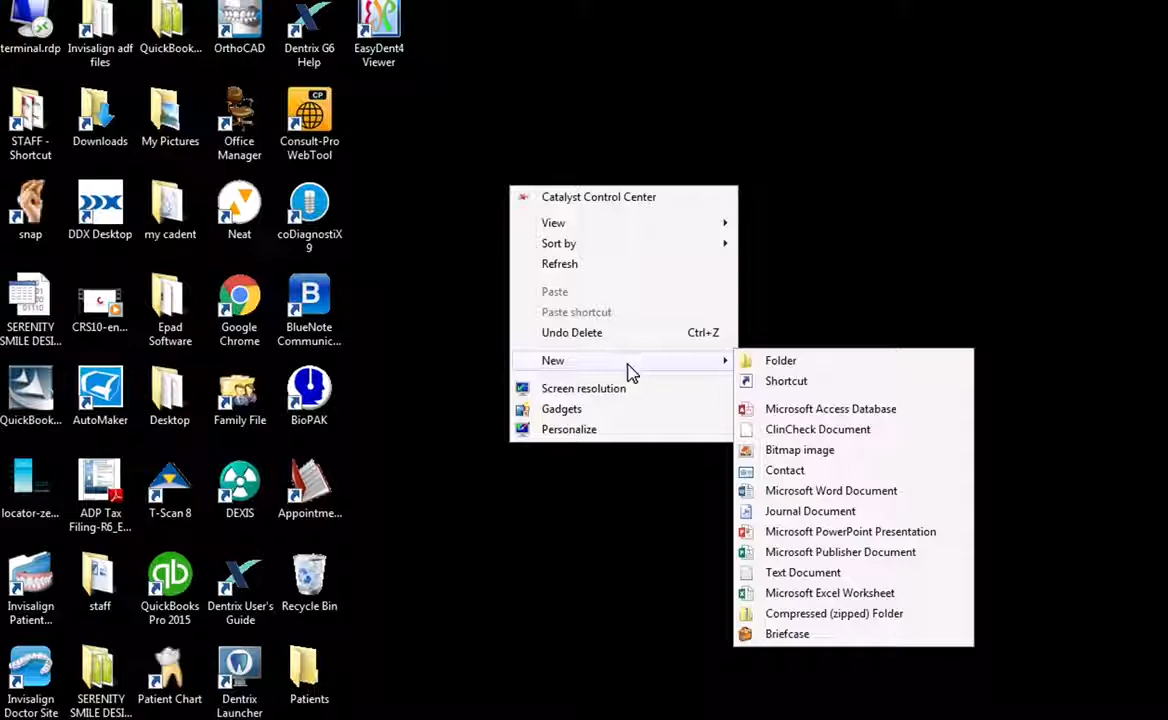 terminal.rdp
Invisalign adf
files
QuickBook...
OrthoCAD
Dentrix G6
Help
EasyDent4
Viewer
STAFF -
Shortcut
Downloads
My Pictures
Office
Manager
CP
Consult-Pro
WebTool
snap
DDX Desktop
my cadent
Neat
coDiagnostiX
9
SERENITY
SMILE DESI...
CRS10-en...
Epad
Software
Google
Chrome
BlueNote
Communic...
QuickBook...
AutoMaker
Desktop
Family File
BioPAK
locator-ze...
ADP Tax
Filing-R6_E...
T-Scan 8
DEXIS
Appointme...
Invisalign
Patient...
staff
QuickBooks
Pro 2015
Dentrix User's
Guide
Recycle Bin
Invisalign
Doctor Site
SERENITY
SMILE DESI...
Patient Chart
Dentrix
Launcher
Patients
Catalyst Control Center
View
Sort by
Refresh
Paste
Paste shortcut
Undo Delete Ctrl+Z
New
Screen resolution
Gadgets
Personalize
Folder
Shortcut
Microsoft Access Database
ClinCheck Document
Bitmap image
Contact
Microsoft Word Document
Journal Document
Microsoft PowerPoint Presentation
Microsoft Publisher Document
Text Document
Microsoft Excel Worksheet
Compressed (zipped) Folder
Briefcase